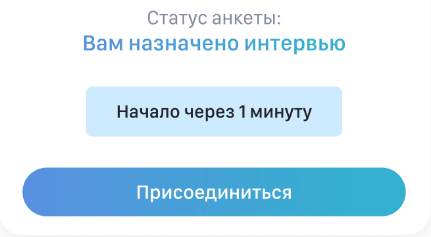 Статус анкеты:
Вам назначено интервью
Начало через 1 минуту
Присоединиться